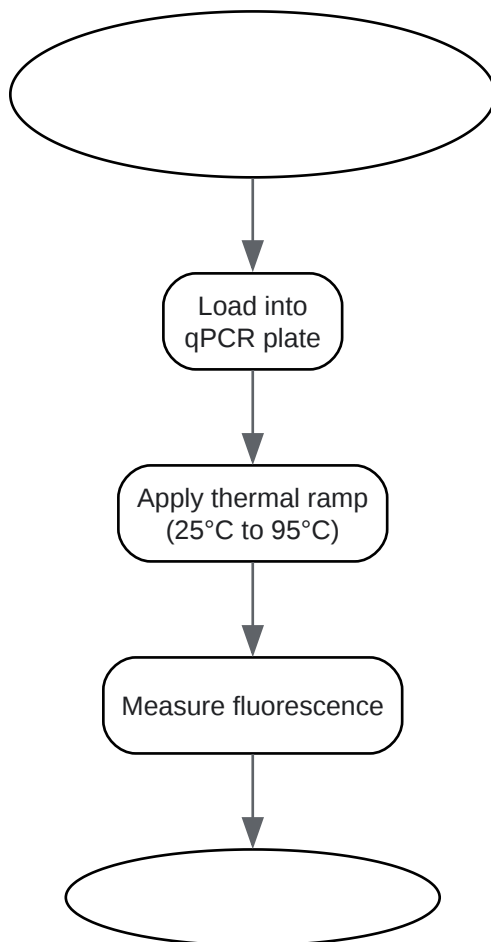 Load into
qPCR plate
Apply thermal ramp
(25°C to 95°C)
Measure fluorescence